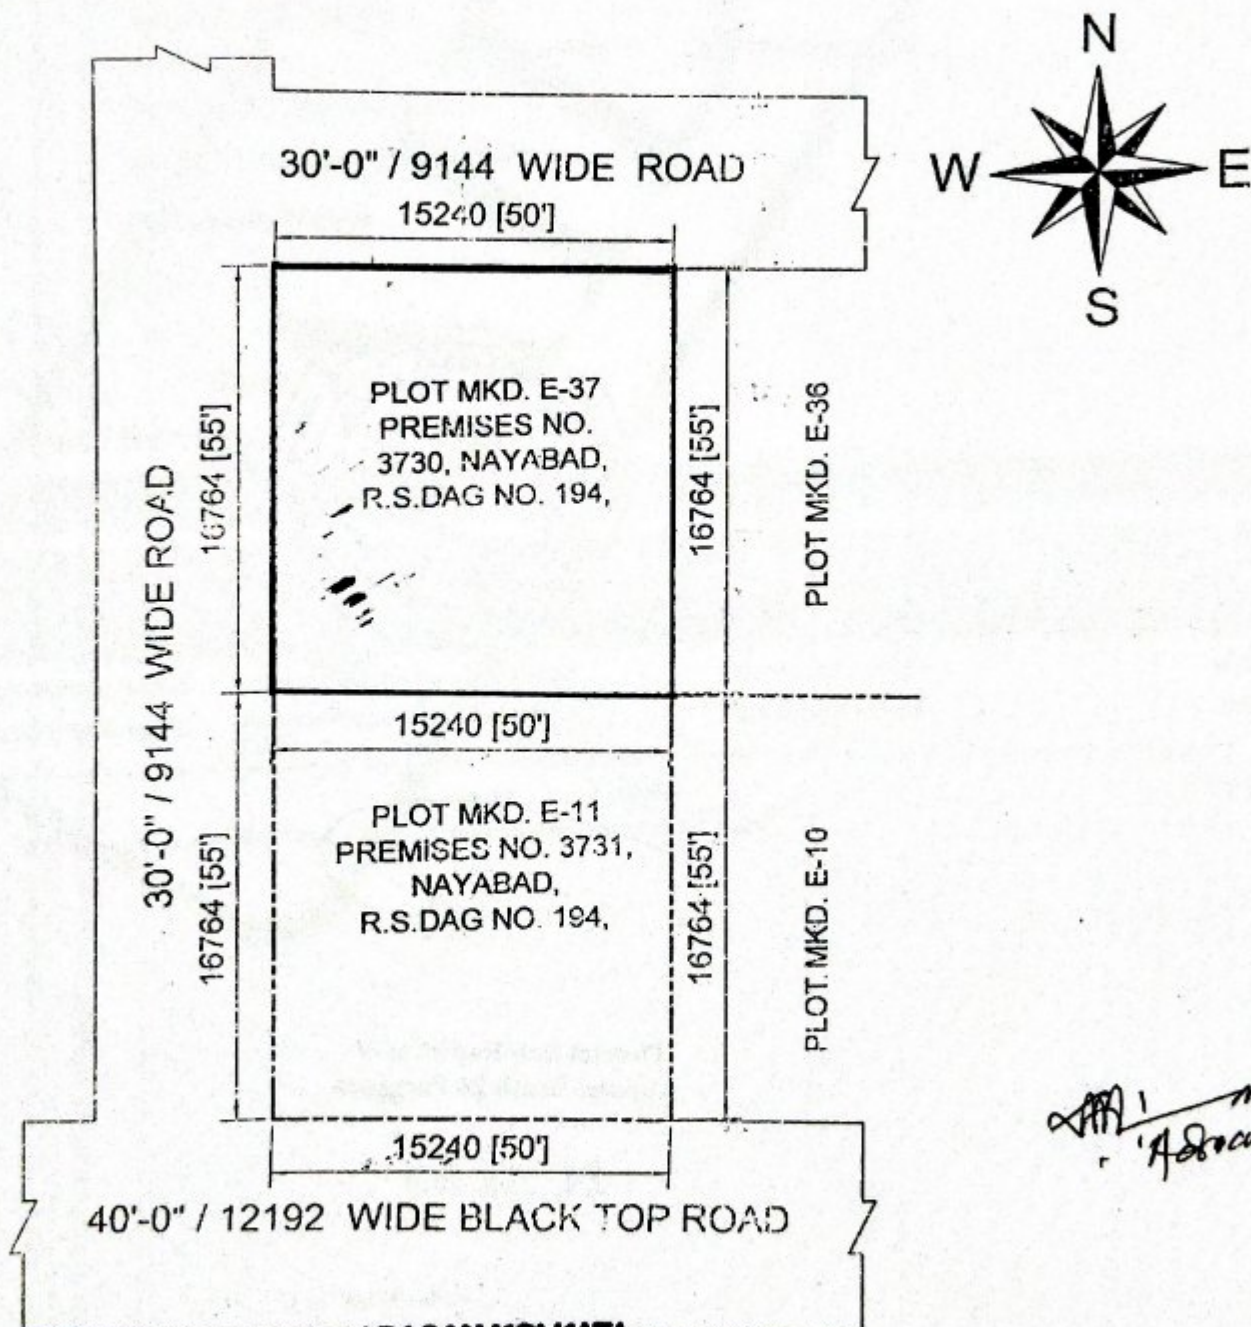 N
W E
S
30'-0" / 9144 WIDE ROAD
15240 [50']
PLOT MKD. E-37
PREMISES NO.
3730, NAYABAD,
R.S.DAG NO. 194,
16764 [55']
16764 [55']
PLOT MKD. E-36
30'-0" / 9144 WIDE ROAD
15240 [50']
PLOT MKD. E-11
PREMISES NO. 3731,
NAYABAD,
R.S.DAG NO. 194,
16764 [55']
16764 [55']
PLOT. MKD. E-10
15240 [50']
40'-0" / 12192 WIDE BLACK TOP ROAD